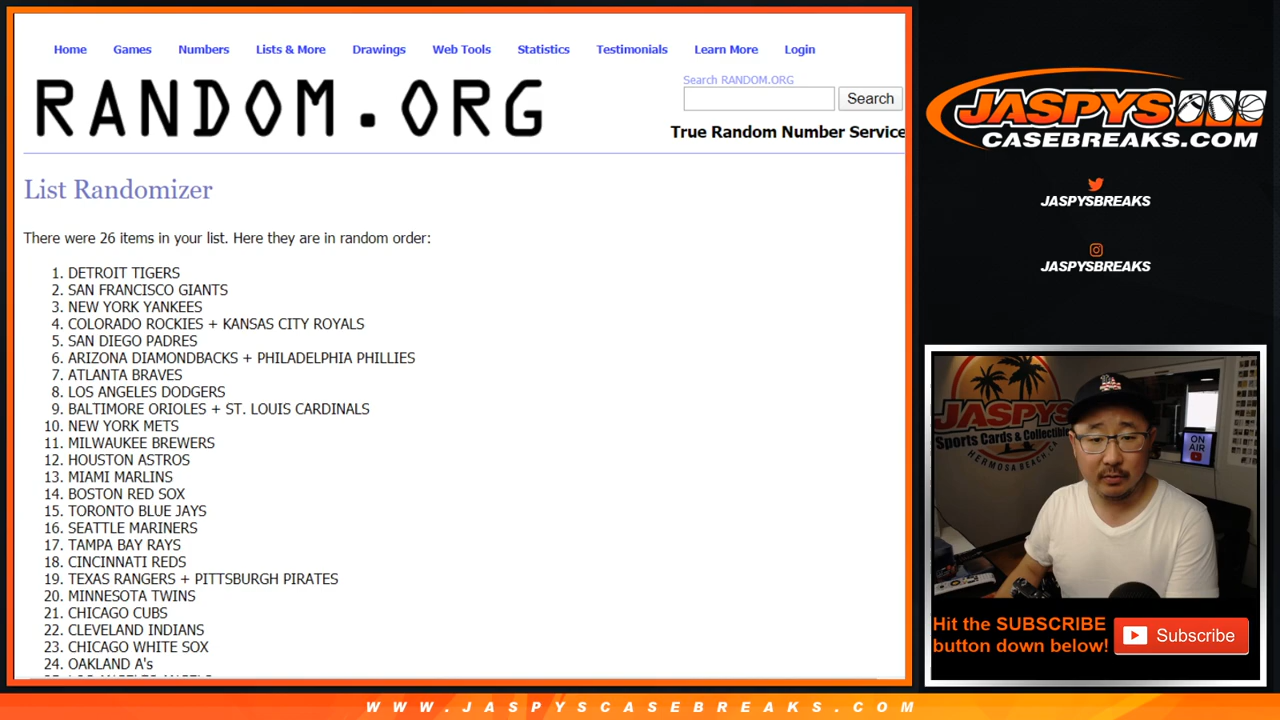 Home Games Numbers Lists & More Drawings Web Tools Statistics Testimonials Learn More Login
RANDOM.ORG
Search RANDOM.ORG
Search
True Random Number Service
List Randomizer
There were 26 items in your list. Here they are in random order:
1. DETROIT TIGERS
2. SAN FRANCISCO GIANTS
3. NEW YORK YANKEES
4. COLORADO ROCKIES + KANSAS CITY ROYALS
5. SAN DIEGO PADRES
6. ARIZONA DIAMONDBACKS + PHILADELPHIA PHILLIES
7. ATLANTA BRAVES
8. LOS ANGELES DODGERS
9. BALTIMORE ORIOLES + ST. LOUIS CARDINALS
10. NEW YORK METS
11. MILWAUKEE BREWERS
12. HOUSTON ASTROS
13. MIAMI MARLINS
14. BOSTON RED SOX
15. TORONTO BLUE JAYS
16. SEATTLE MARINERS
17. TAMPA BAY RAYS
18. CINCINNATI REDS
19. TEXAS RANGERS + PITTSBURGH PIRATES
20. MINNESOTA TWINS
21. CHICAGO CUBS
22. CLEVELAND INDIANS
23. CHICAGO WHITE SOX
24. OAKLAND A's
JASPYS
CASEBREAKS.COM
JASPYSBREAKS
JASPYSBREAKS
JASPYS
Sports Cards & Collectibles
HERMOSA BEACH, CA
ON AIR
Hit the SUBSCRIBE
button down below!
Subscribe
WWW.JASPYSCASEBREAKS.COM